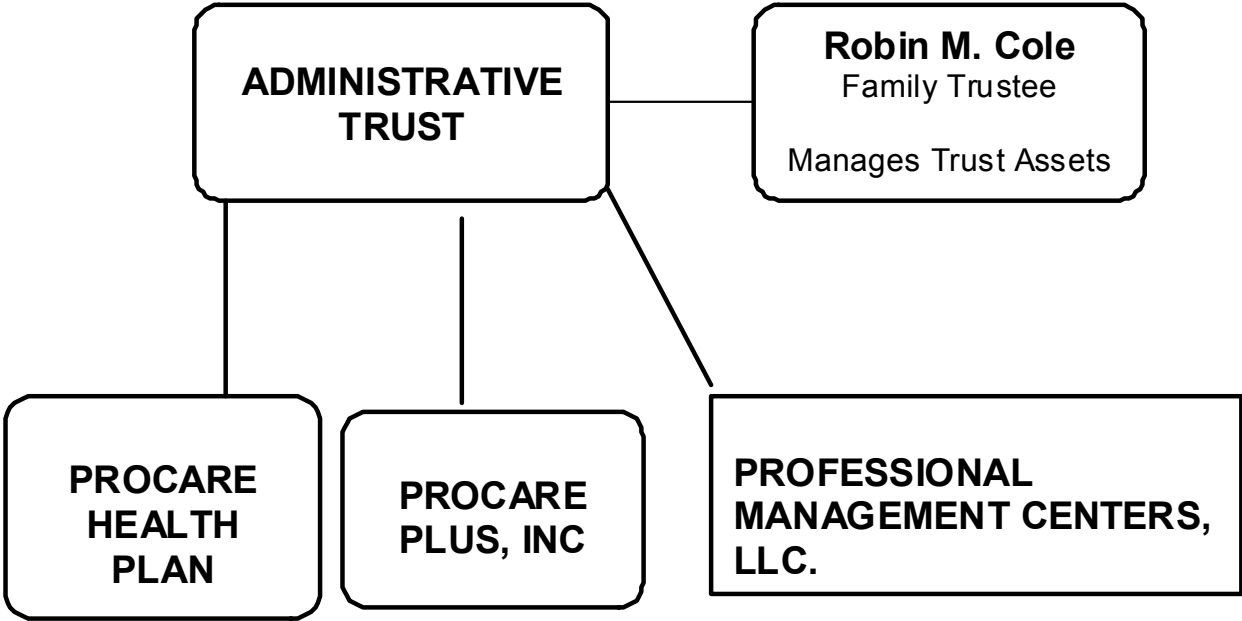 ADMINISTRATIVE
TRUST
Robin M. Cole
Family Trustee
Manages Trust Assets
PROCARE
HEALTH
PLAN
PROCARE
PLUS, INC
PROFESSIONAL
MANAGEMENT CENTERS,
LLC.